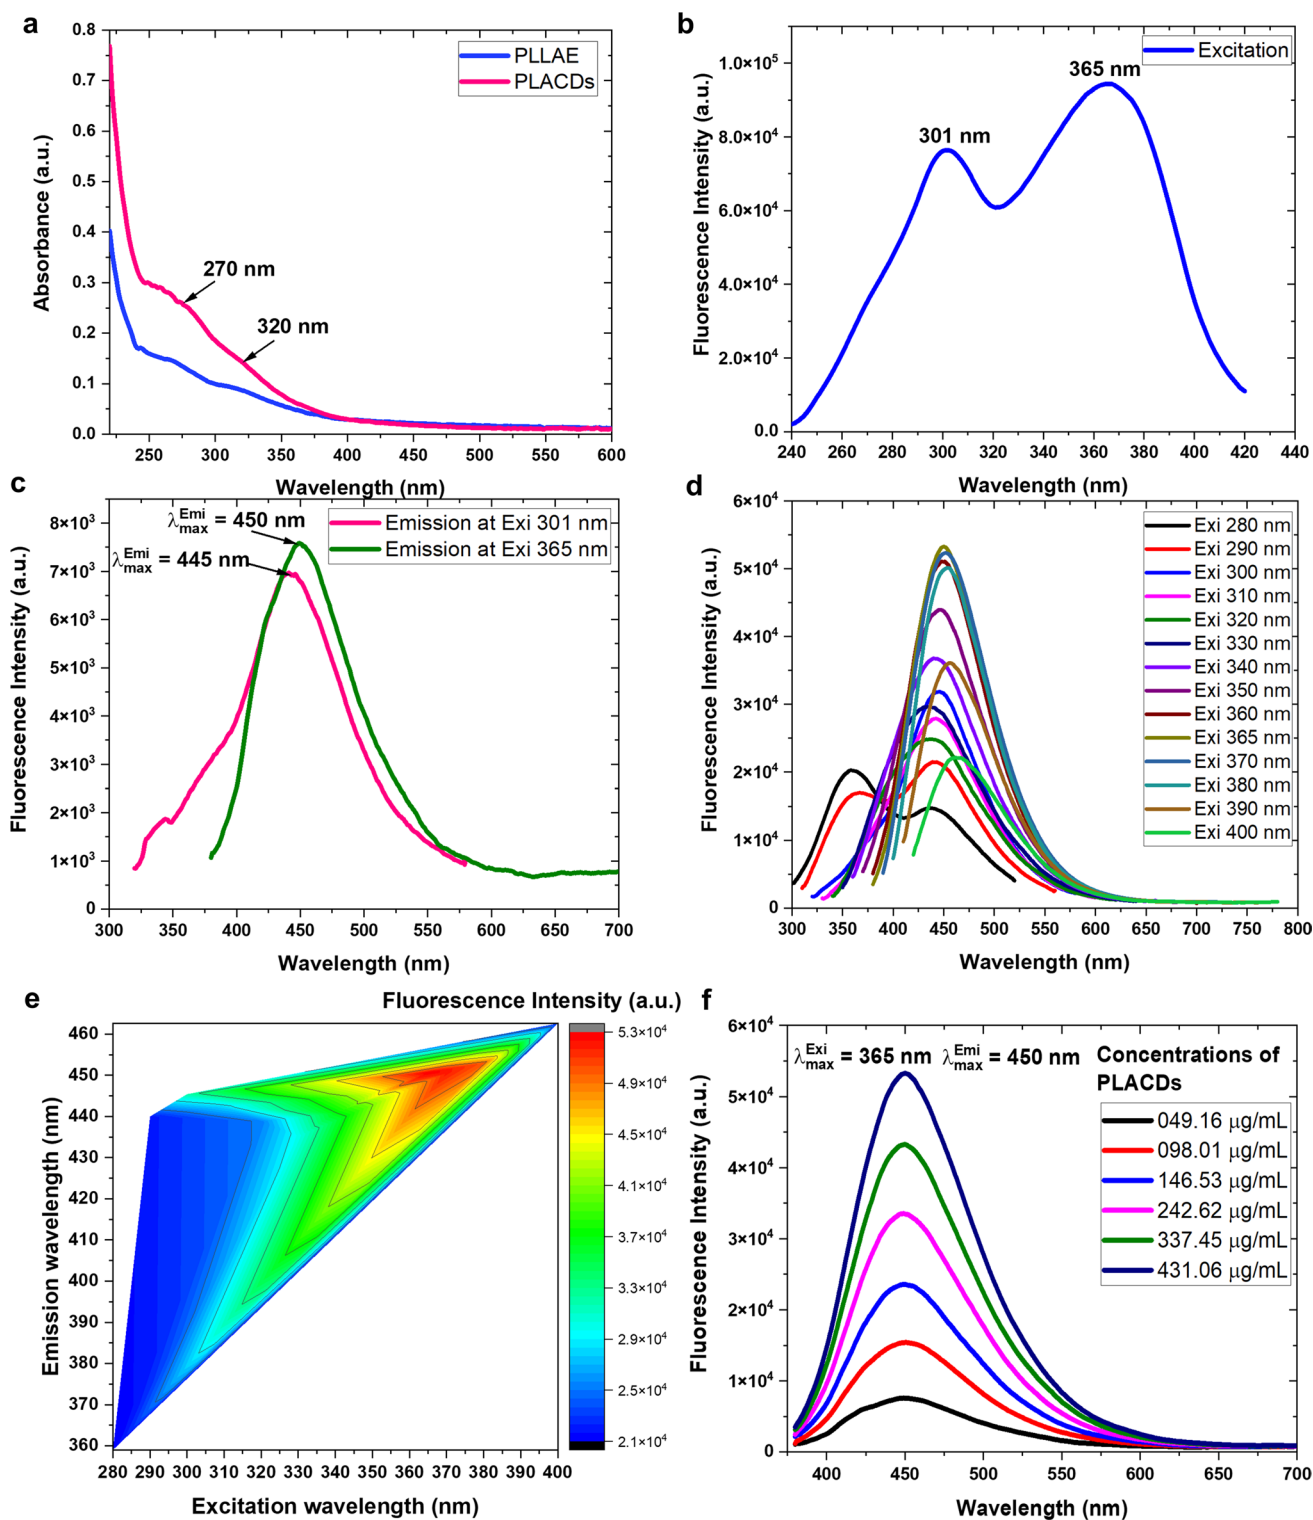 a
0.8
0.7
0.6
0.5
0.4
0.3
0.2
0.1
0.0
Absorbance (a.u.)
PLLAE
PLACDs
270 nm
320 nm
250 300 350 400 450 500 550 600
Wavelength (nm)
b
1.0×10⁵
8.0×10⁴
6.0×10⁴
4.0×10⁴
2.0×10⁴
0.0
Fluorescence Intensity (a.u.)
Excitation
365 nm
301 nm
240 260 280 300 320 340 360 380 400 420 440
Wavelength (nm)
c
8×10³
7×10³
6×10³
5×10³
4×10³
3×10³
2×10³
1×10³
0
Fluorescence Intensity (a.u.)
λmax^Emi = 450 nm
λmax^Emi = 445 nm
Emission at Exi 301 nm
Emission at Exi 365 nm
300 350 400 450 500 550 600 650 700
Wavelength (nm)
d
6×10⁴
5×10⁴
4×10⁴
3×10⁴
2×10⁴
1×10⁴
0
Fluorescence Intensity (a.u.)
Exi 280 nm
Exi 290 nm
Exi 300 nm
Exi 310 nm
Exi 320 nm
Exi 330 nm
Exi 340 nm
Exi 350 nm
Exi 360 nm
Exi 365 nm
Exi 370 nm
Exi 380 nm
Exi 390 nm
Exi 400 nm
300 350 400 450 500 550 600 650 700 750 800
Wavelength (nm)
e
Fluorescence Intensity (a.u.)
460
450
440
430
420
410
400
390
380
370
360
Emission wavelength (nm)
280 290 300 310 320 330 340 350 360 370 380 390 400
Excitation wavelength (nm)
5.3×10⁴
4.9×10⁴
4.5×10⁴
4.1×10⁴
3.7×10⁴
3.3×10⁴
2.9×10⁴
2.5×10⁴
2.1×10⁴
f
6×10⁴
5×10⁴
4×10⁴
3×10⁴
2×10⁴
1×10⁴
0
Fluorescence Intensity (a.u.)
λmax^Exi = 365 nm λmax^Emi = 450 nm
Concentrations of
PLACDs
049.16 µg/mL
098.01 µg/mL
146.53 µg/mL
242.62 µg/mL
337.45 µg/mL
431.06 µg/mL
400 450 500 550 600 650 700
Wavelength (nm)